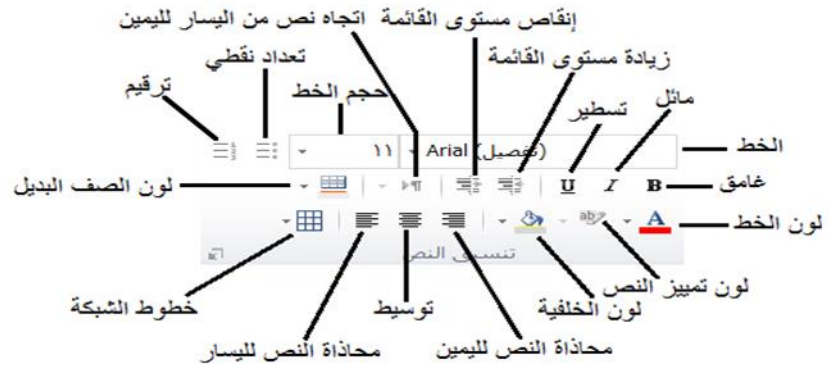 إنقاص مستوى القائمة
اتجاه نص من اليسار لليمين
زيادة مستوى القائمة
تعداد نقطي
حجم الخط
ترقيم
مائل
تسطير
الخط
Arial (تفصيل)
١١
غامق
B I U
لون الصف البديل
A
ab
لون الخط
تنسيق النص
لون تمييز النص
لون الخلفية
توسيط
خطوط الشبكة
محاذاة النص لليمين
محاذاة النص لليسار